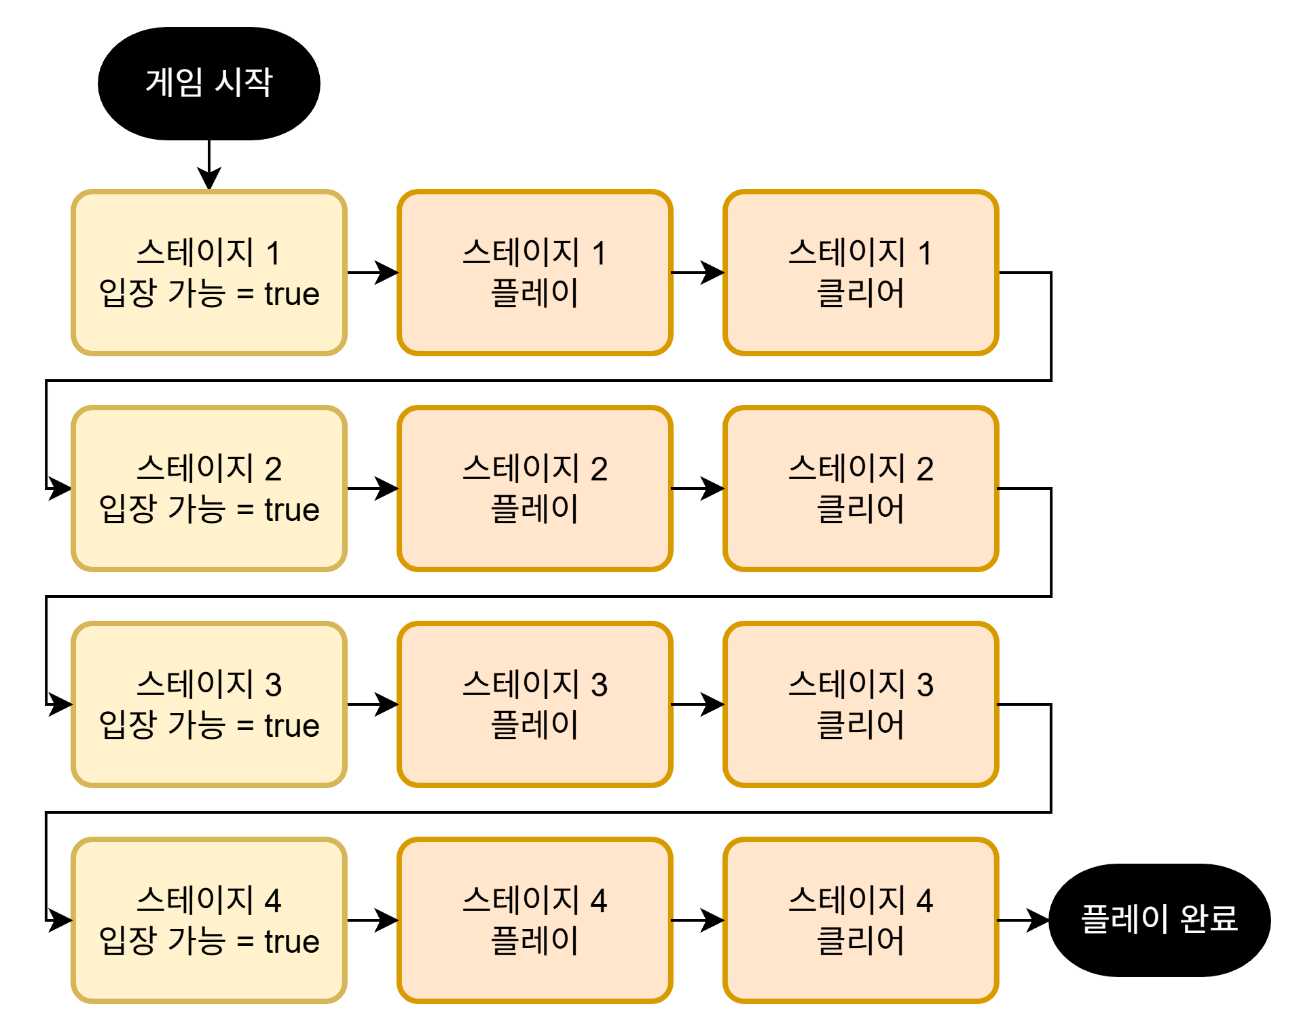 게임 시작
스테이지 1
입장 가능 = true
스테이지 1
플레이
스테이지 1
클리어
스테이지 2
입장 가능 = true
스테이지 2
플레이
스테이지 2
클리어
스테이지 3
입장 가능 = true
스테이지 3
플레이
스테이지 3
클리어
스테이지 4
입장 가능 = true
스테이지 4
플레이
스테이지 4
클리어
플레이 완료